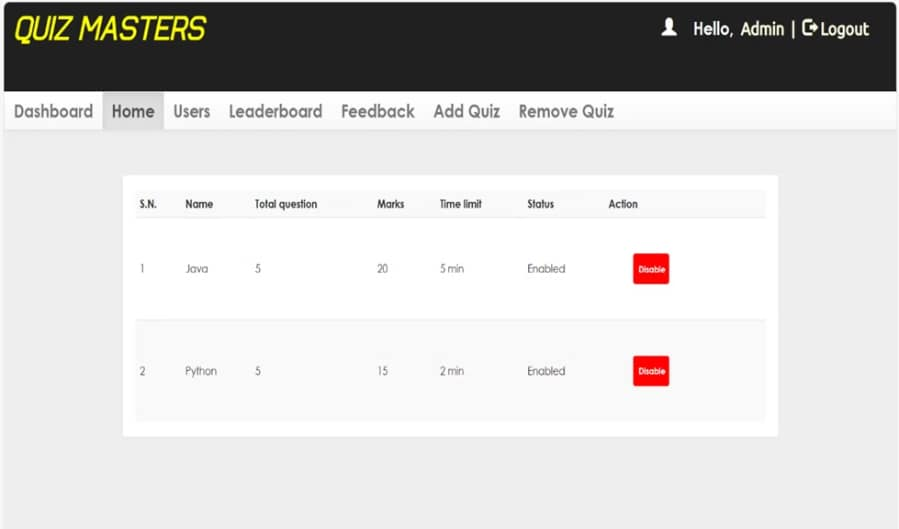 QUIZ MASTERS
Hello, Admin | Logout
Dashboard Home Users Leaderboard Feedback Add Quiz Remove Quiz
S.N. Name Total question Marks Time limit Status Action
1 Java 5 20 5 min Enabled Disable
2 Python 5 15 2 min Enabled Disable